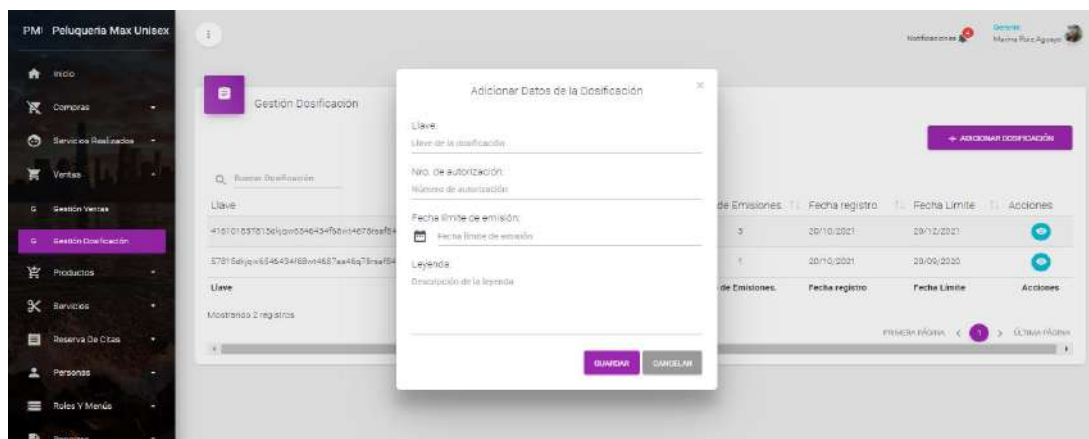 PM Peluquería Max Unisex
Notificaciones
Gerente
Marina Ruiz Aguayo
Inicio
Compras
Servicios Realizados
Ventas
G Gestión Ventas
G Gestión Dosificación
Productos
Servicios
Reserva De Citas
Personas
Roles Y Menús
Gestión Dosificación
+ ADICIONAR DOSIFICACIÓN
Buscar Dosificación
Llave
de Emisiones. Fecha registro Fecha Límite Acciones
3 20/10/2021 29/12/2021
1 20/10/2021
Llave
de Emisiones. Fecha registro Fecha Límite Acciones
Mostrando 2 registros
PRIMERA PÁGINA < 1 > ÚLTIMA PÁGINA
Adicionar Datos de la Dosificación ×
Llave:
Llave de la dosificación
Nro. de autorización:
Número de autorización
Fecha límite de emisión:
Fecha límite de emisión
Leyenda:
Descripción de la leyenda
GUARDAR CANCELAR